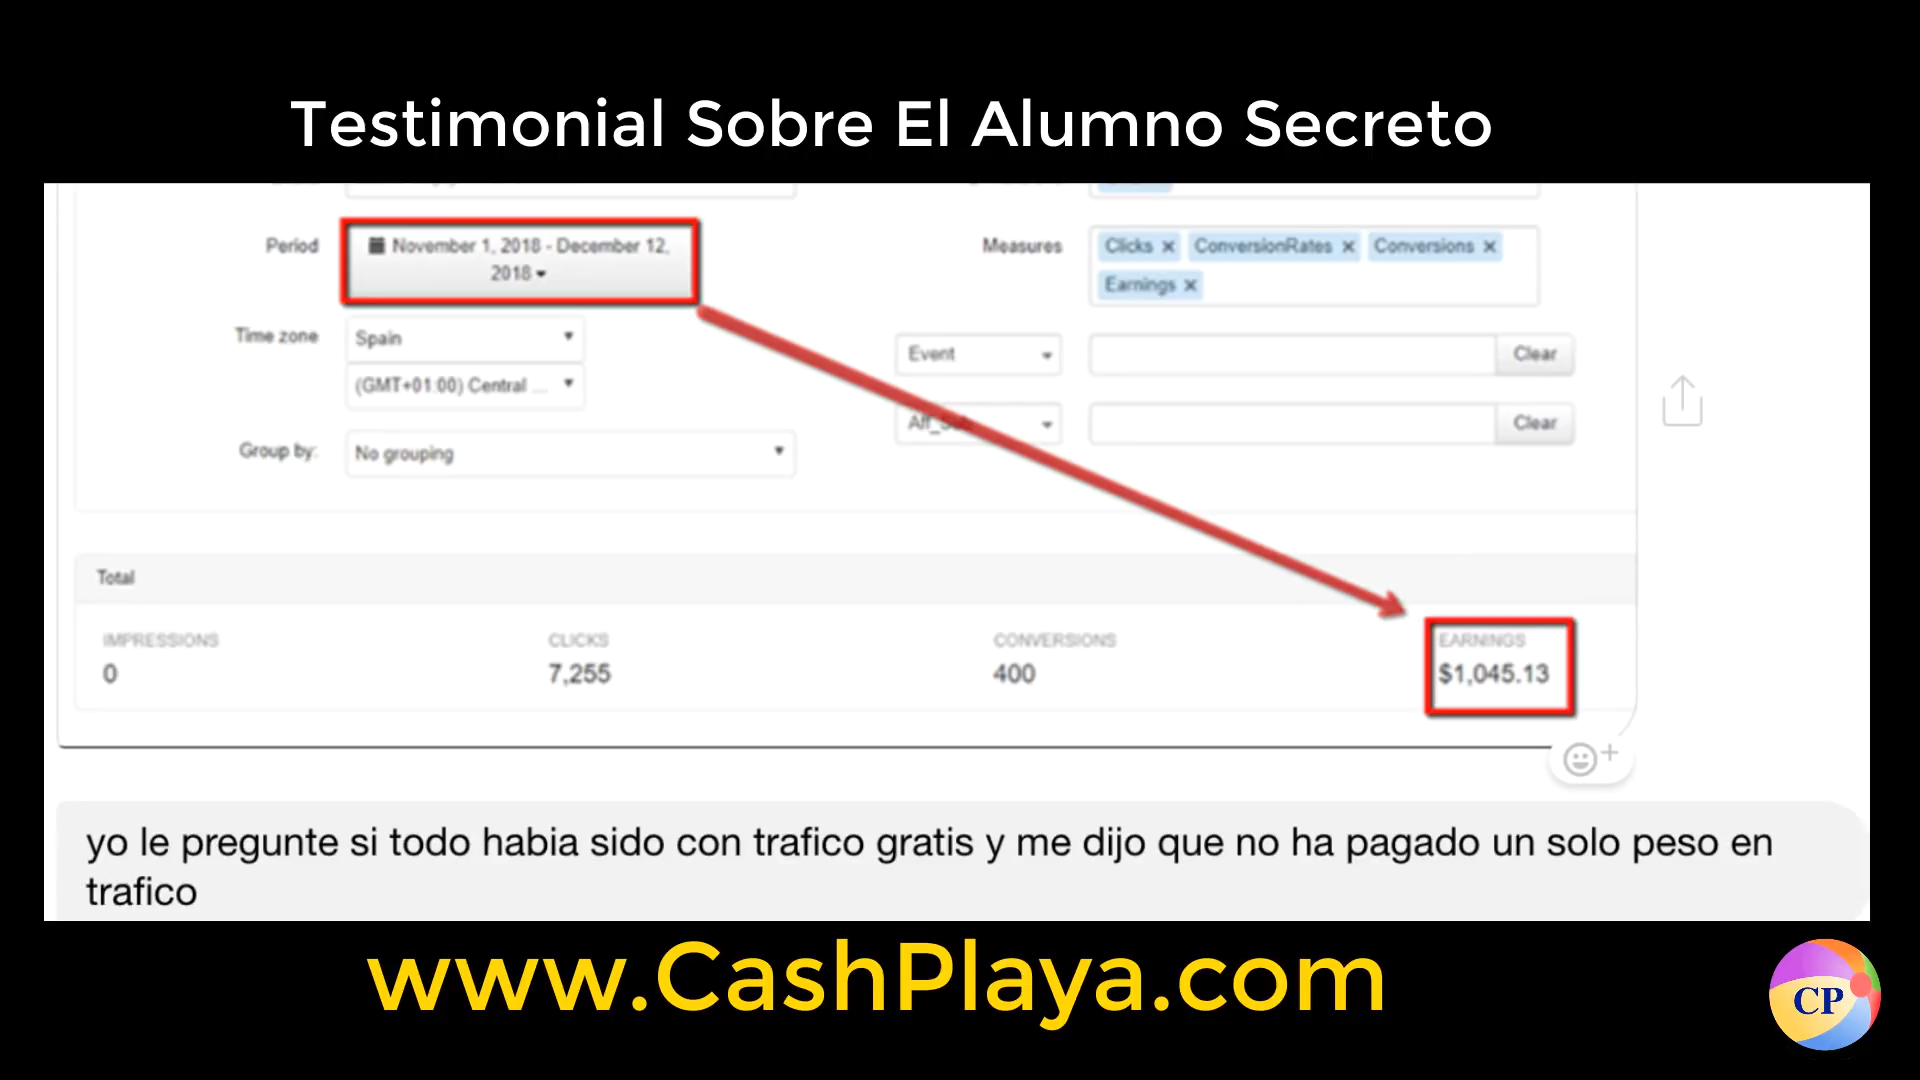 Testimonial Sobre El Alumno Secreto
Period
November 1, 2018 - December 12,
2018
Measures
Clicks × ConversionRates × Conversions ×
Earnings ×
Time zone
Spain
(GMT+01:00) Central ...
Event
Clear
Aff_Sub
Clear
Group by:
No grouping
Total
IMPRESSIONS
0
CLICKS
7,255
CONVERSIONS
400
EARNINGS
$1,045.13
yo le pregunte si todo habia sido con trafico gratis y me dijo que no ha pagado un solo peso en
trafico
www.CashPlaya.com
CP